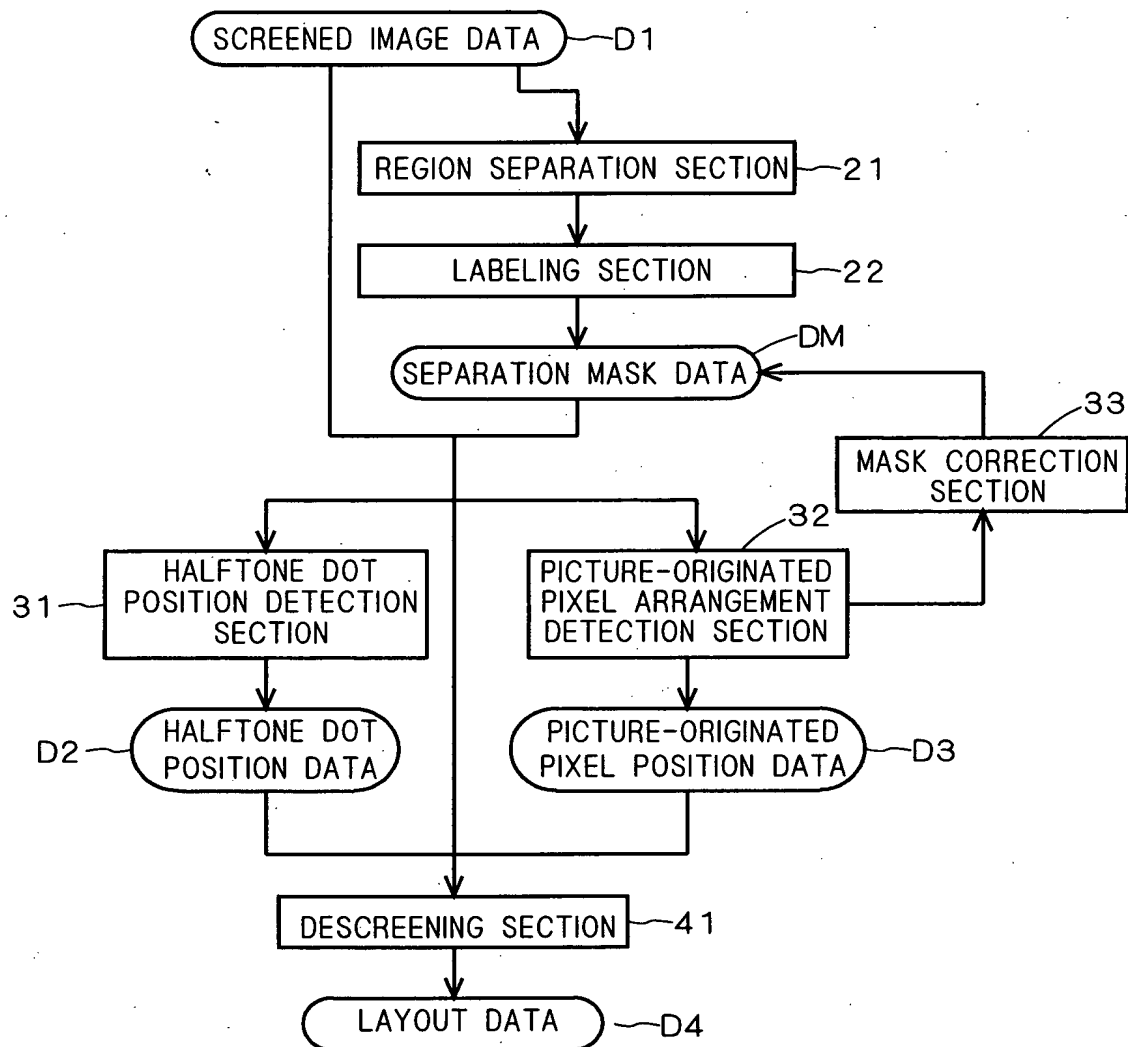 SCREENED IMAGE DATA
D1
REGION SEPARATION SECTION
21
LABELING SECTION
22
DM
SEPARATION MASK DATA
33
MASK CORRECTION
SECTION
32
31
HALFTONE DOT
POSITION DETECTION
SECTION
PICTURE-ORIGINATED
PIXEL ARRANGEMENT
DETECTION SECTION
D2
HALFTONE DOT
POSITION DATA
PICTURE-ORIGINATED
PIXEL POSITION DATA
D3
DESCREENING SECTION
41
LAYOUT DATA
D4